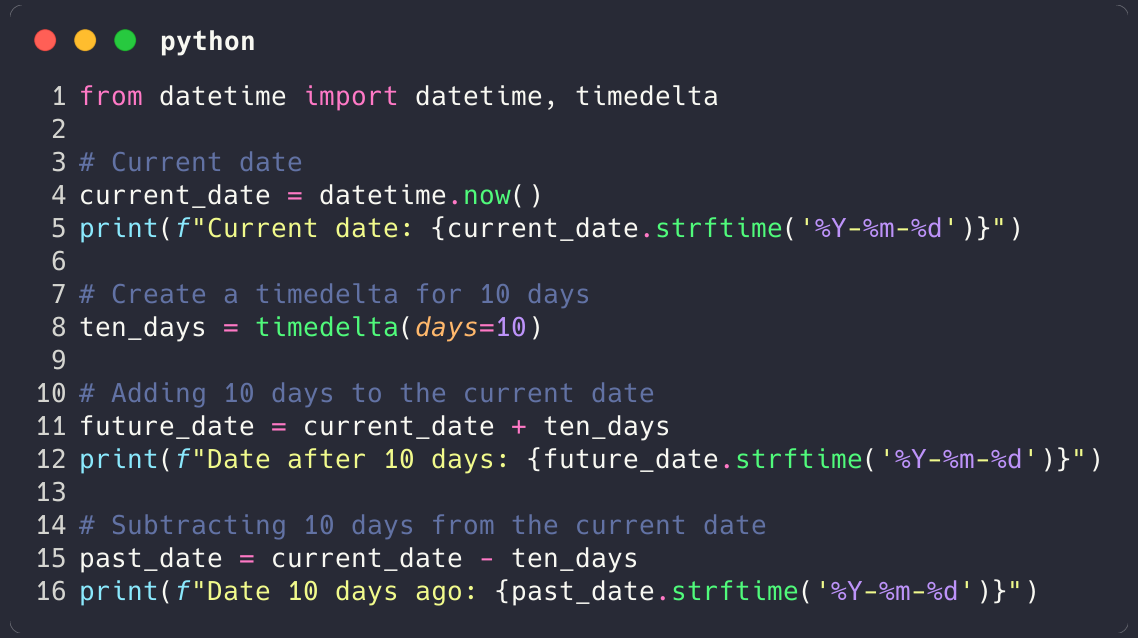 python
1 from datetime import datetime, timedelta
2
3 # Current date
4 current_date = datetime.now()
5 print(f"Current date: {current_date.strftime('%Y-%m-%d')}")
6
7 # Create a timedelta for 10 days
8 ten_days = timedelta(days=10)
9
10 # Adding 10 days to the current date
11 future_date = current_date + ten_days
12 print(f"Date after 10 days: {future_date.strftime('%Y-%m-%d')}")
13
14 # Subtracting 10 days from the current date
15 past_date = current_date - ten_days
16 print(f"Date 10 days ago: {past_date.strftime('%Y-%m-%d')}")